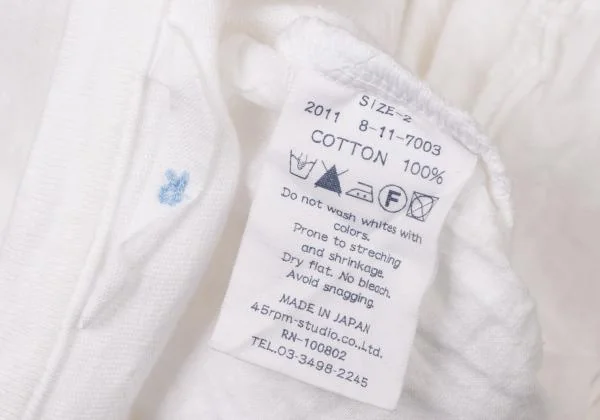 SIZE-2
2011 8-11-7003
COTTON 100%
F
Do not wash whites with
colors.
Prone to streching
and shrinkage.
Dry flat. No bleach.
Avoid snagging.
MADE IN JAPAN
45rpm-studio.co.,Ltd.
RN-100802
TEL.03-3498-2245